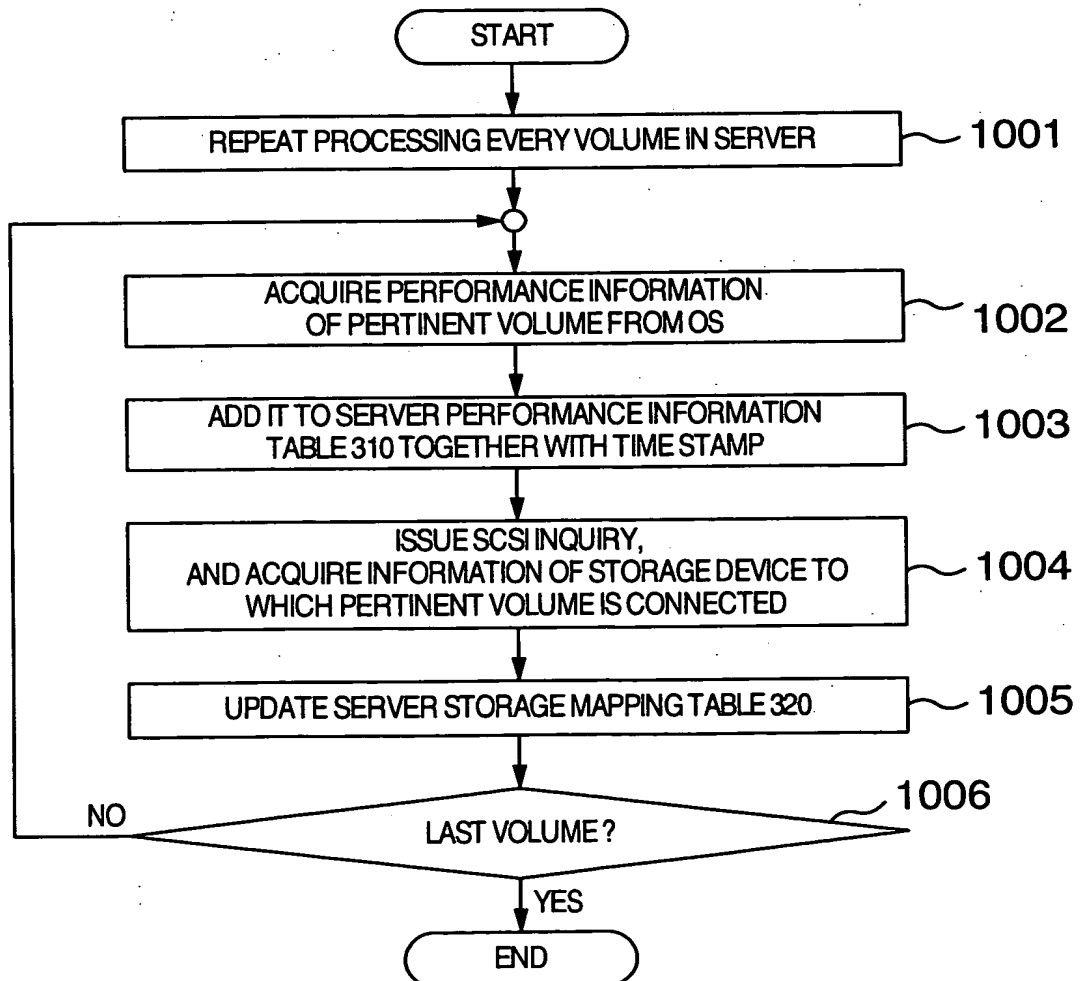 START
REPEAT PROCESSING EVERY VOLUME IN SERVER
1001
ACQUIRE PERFORMANCE INFORMATION
OF PERTINENT VOLUME FROM OS
1002
ADD IT TO SERVER PERFORMANCE INFORMATION
TABLE 310 TOGETHER WITH TIME STAMP
1003
ISSUE SCSI INQUIRY,
AND ACQUIRE INFORMATION OF STORAGE DEVICE TO
WHICH PERTINENT VOLUME IS CONNECTED
1004
UPDATE SERVER STORAGE MAPPING TABLE 320
1005
1006
NO
LAST VOLUME ?
YES
END